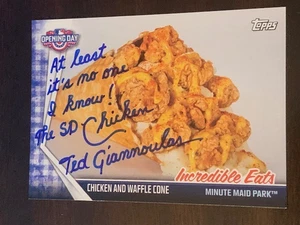 OPENING DAY
Topps
At least
it's no one
I know!
The SD Chicken
Ted Giannoulas
Incredible Eats
CHICKEN AND WAFFLE CONE
MINUTE MAID PARK™